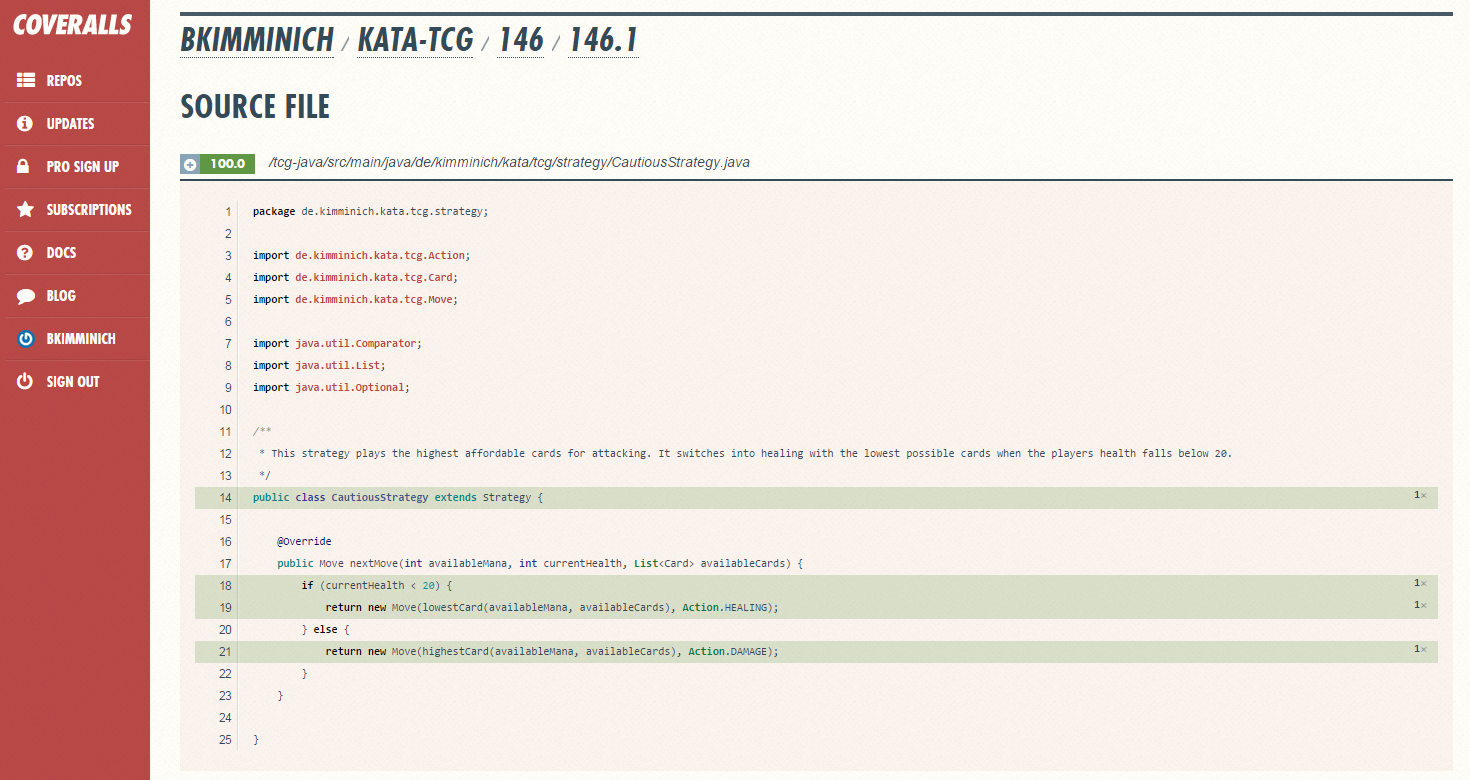 COVERALLS
REPOS
UPDATES
PRO SIGN UP
SUBSCRIPTIONS
DOCS
BLOG
BKIMMINICH
SIGN OUT
BKIMMINICH / KATA-TCG / 146 / 146.1
SOURCE FILE
100.0 /tcg-java/src/main/java/de/kimminich/kata/tcg/strategy/CautiousStrategy.java
1 package de.kimminich.kata.tcg.strategy;
2
3 import de.kimminich.kata.tcg.Action;
4 import de.kimminich.kata.tcg.Card;
5 import de.kimminich.kata.tcg.Move;
6
7 import java.util.Comparator;
8 import java.util.List;
9 import java.util.Optional;
10
11 /**
12 * This strategy plays the highest affordable cards for attacking. It switches into healing with the lowest possible cards when the players health falls below 20.
13 */
14 public class CautiousStrategy extends Strategy { 1×
15
16 @Override
17 public Move nextMove(int availableMana, int currentHealth, List<Card> availableCards) {
18 if (currentHealth < 20) { 1×
19 return new Move(lowestCard(availableMana, availableCards), Action.HEALING); 1×
20 } else {
21 return new Move(highestCard(availableMana, availableCards), Action.DAMAGE); 1×
22 }
23 }
24
25 }